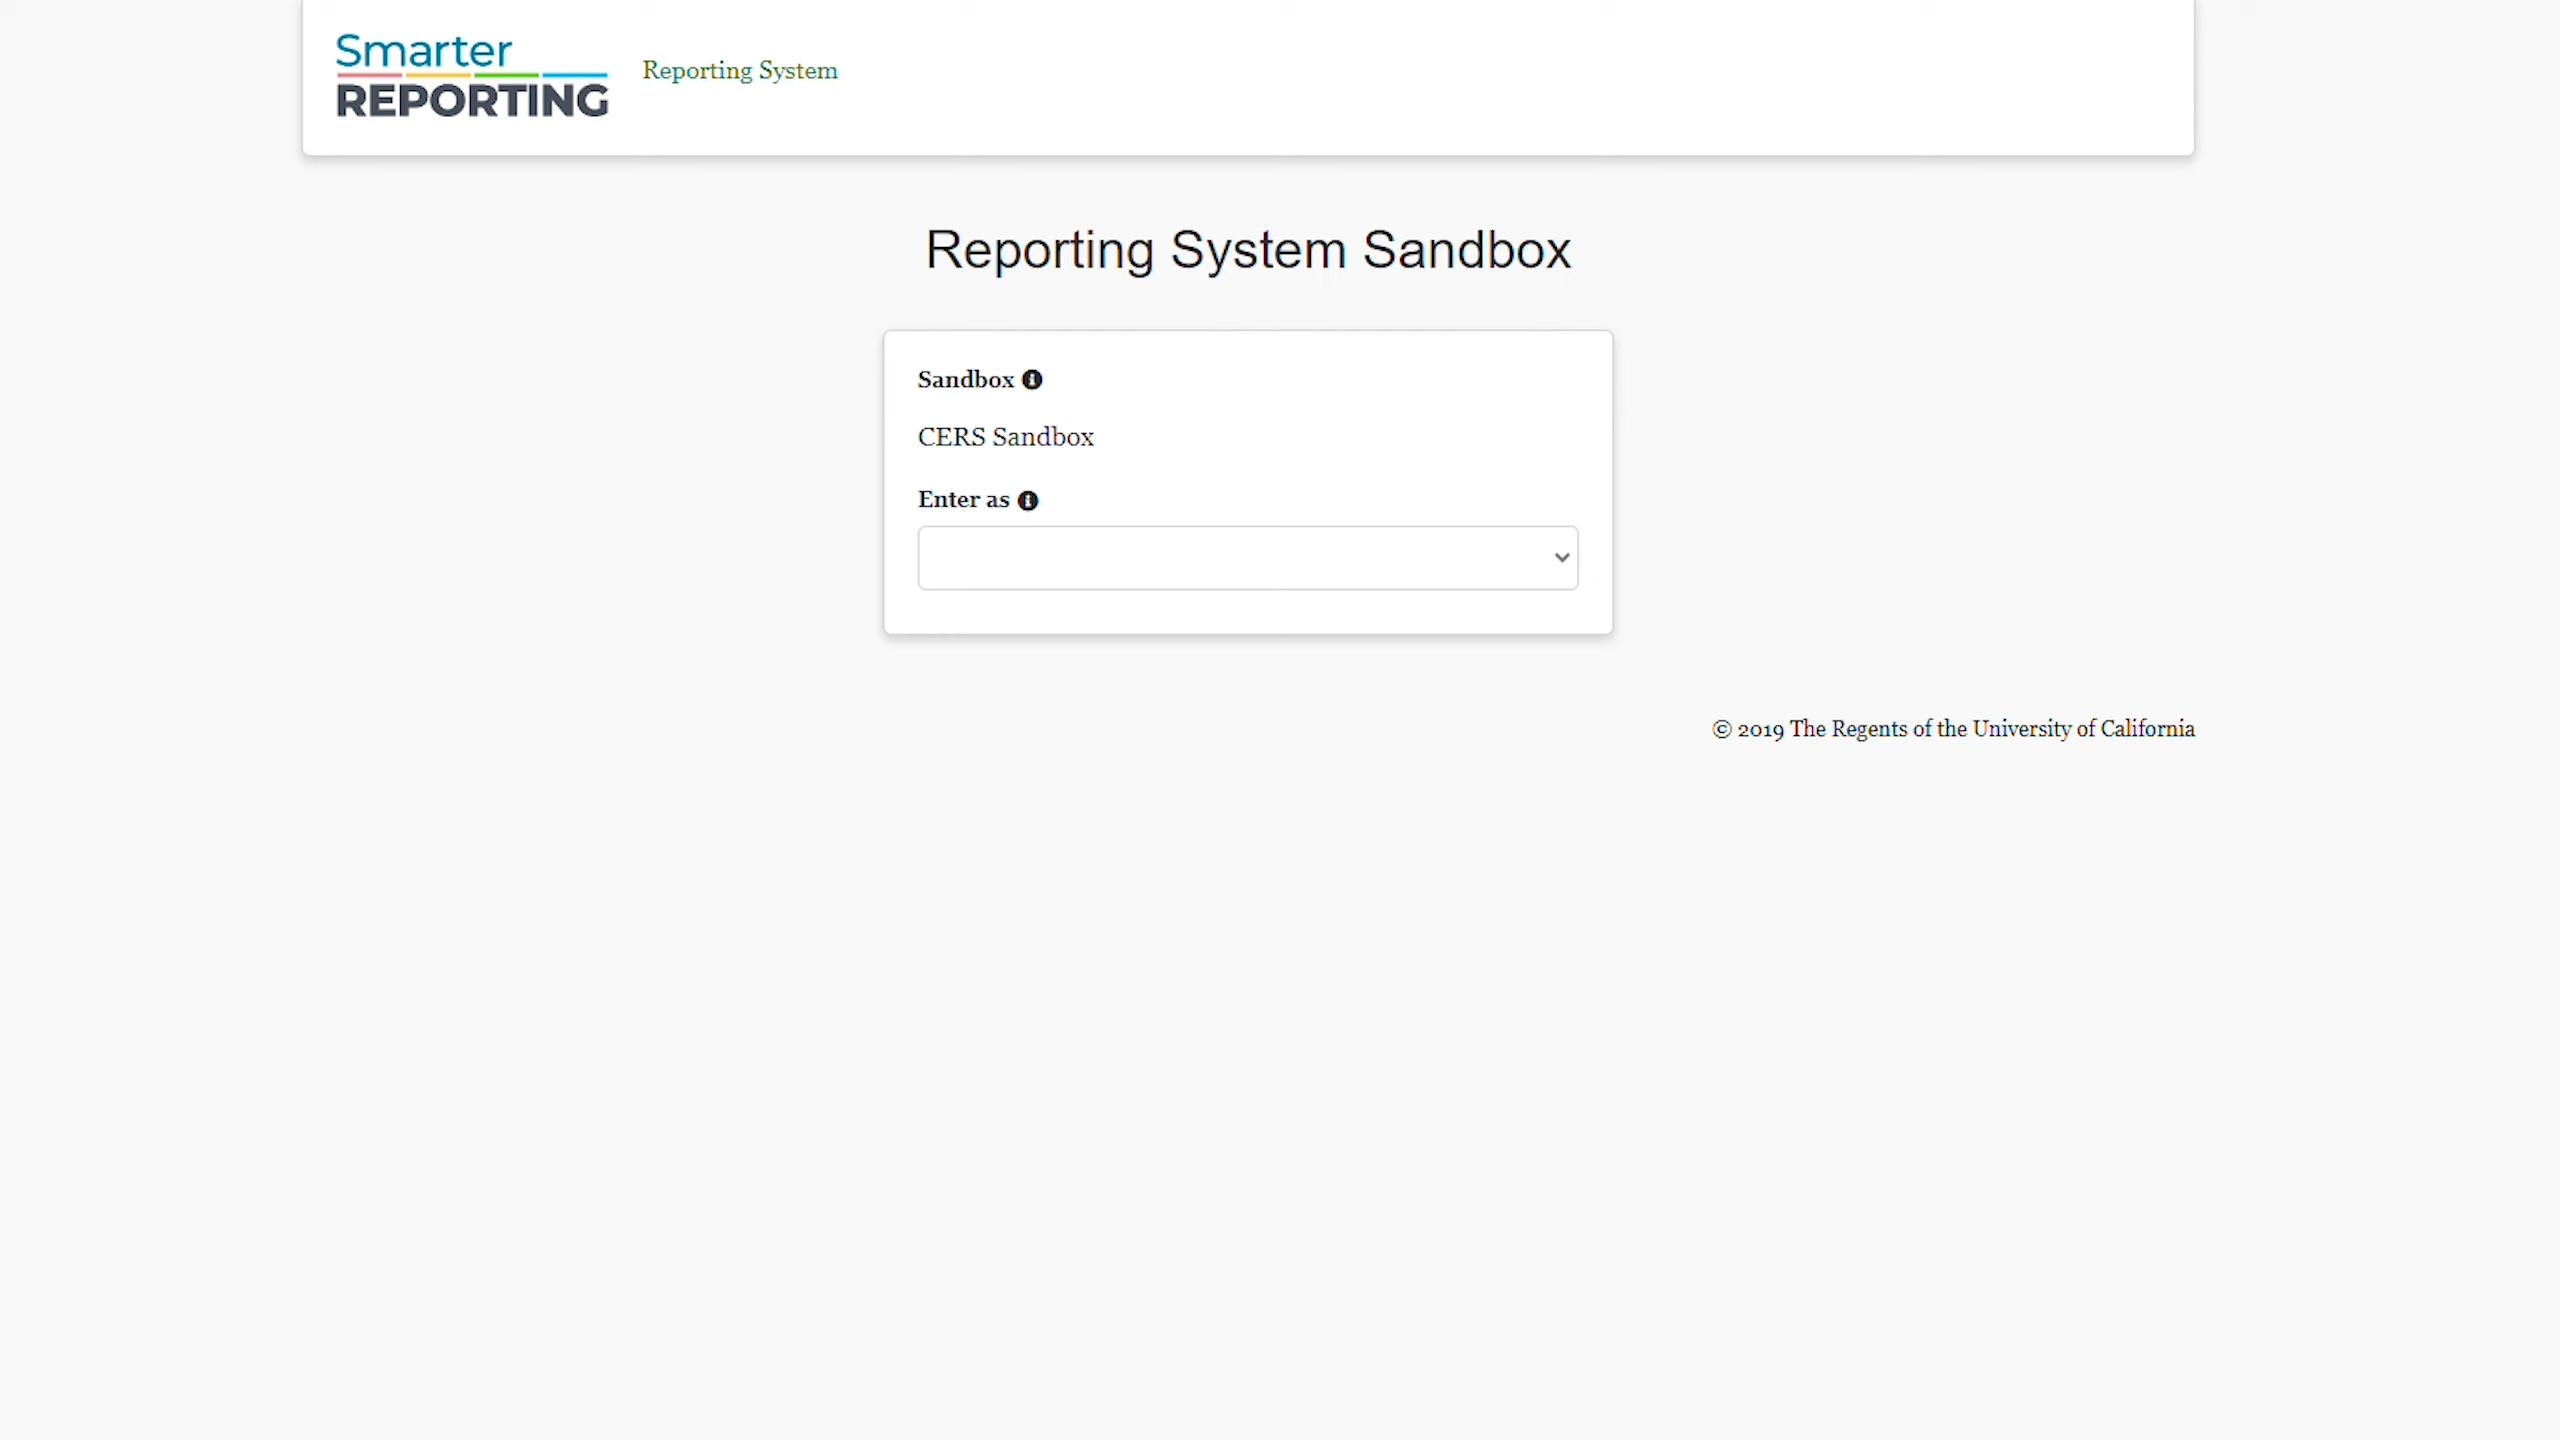 Smarter
REPORTING
Reporting System
Reporting System Sandbox
Sandbox
CERS Sandbox
Enter as
© 2019 The Regents of the University of California